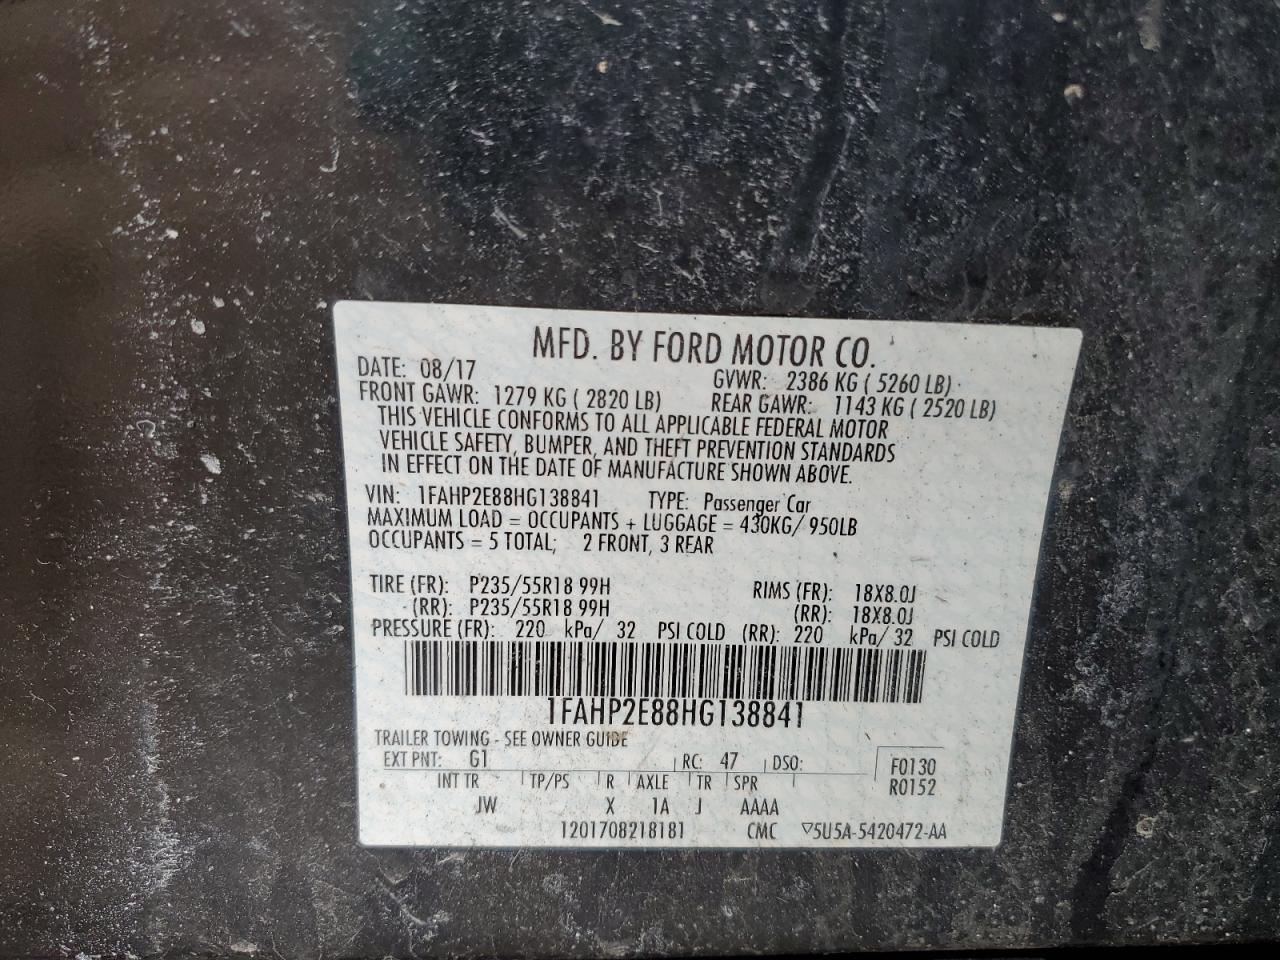 MFD. BY FORD MOTOR CO.
DATE: 08/17 GVWR: 2386 KG ( 5260 LB)
FRONT GAWR: 1279 KG ( 2820 LB) REAR GAWR: 1143 KG ( 2520 LB)
THIS VEHICLE CONFORMS TO ALL APPLICABLE FEDERAL MOTOR
VEHICLE SAFETY, BUMPER, AND THEFT PREVENTION STANDARDS
IN EFFECT ON THE DATE OF MANUFACTURE SHOWN ABOVE.
VIN: 1FAHP2E88HG138841 TYPE: Passenger Car
MAXIMUM LOAD = OCCUPANTS + LUGGAGE = 430KG/ 950LB
OCCUPANTS = 5 TOTAL; 2 FRONT, 3 REAR
TIRE (FR): P235/55R18 99H RIMS (FR): 18X8.0J
(RR): P235/55R18 99H (RR): 18X8.0J
PRESSURE (FR): 220 kPa/ 32 PSI COLD (RR): 220 kPa/ 32 PSI COLD
1FAHP2E88HG138841
TRAILER TOWING - SEE OWNER GUIDE
EXT PNT: G1 RC: 47 DSO: F0130
INT TR TP/PS R AXLE TR SPR R0152
JW X 1A J AAAA
1201708218181 CMC ▽5U5A-5420472-AA